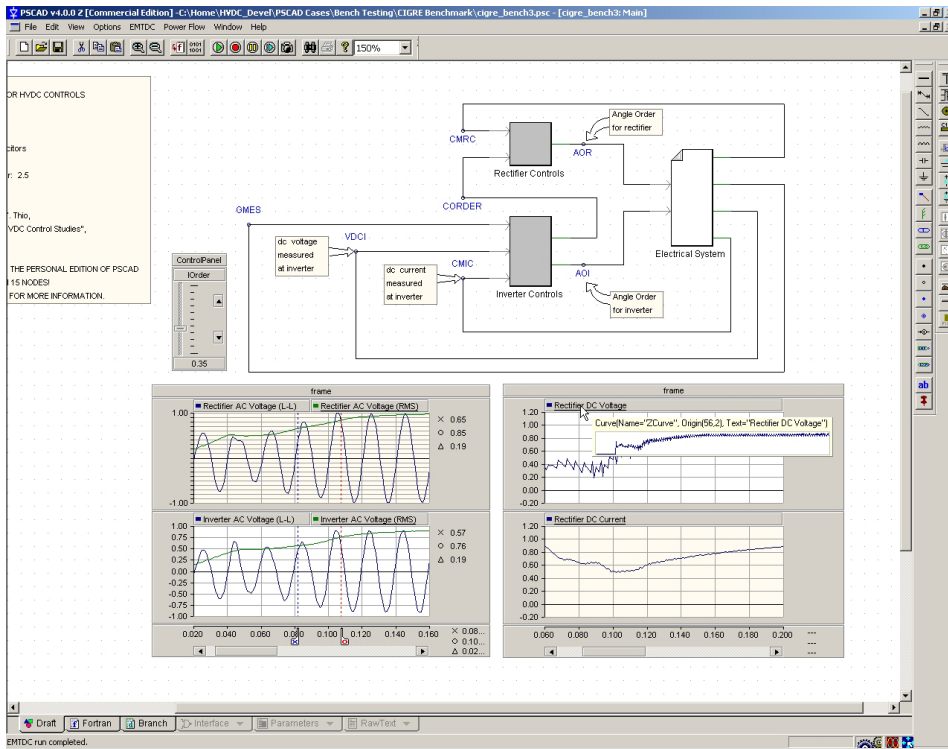 PSCAD v4.0.0 Z [Commercial Edition] -C:\Home\HVDC_Devel\PSCAD Cases\Bench Testing\CIGRE Benchmark\cigre_bench3.psc - [cigre_bench3: Main]
File Edit View Options EMTDC Power Flow Window Help
150%
OR HVDC CONTROLS
citors
r: 2.5
". Thio,
VDC Control Studies",
THE PERSONAL EDITION OF PSCAD
15 NODES!
FOR MORE INFORMATION.
GMES
VDCI
dc voltage
measured
at inverter
CMRC
CORDER
CMIC
dc current
measured
at inverter
Rectifier Controls
Inverter Controls
AOR
Angle Order
for rectifier
AOI
Angle Order
for inverter
Electrical System
ControlPanel
IOrder
0.35
frame
Rectifier AC Voltage (L-L) Rectifier AC Voltage (RMS)
1.00
-1.00
0.65
0.85
0.19
Inverter AC Voltage (L-L) Inverter AC Voltage (RMS)
1.00
0.75
0.50
0.25
0.00
-0.25
-0.50
-0.75
-1.00
0.57
0.76
0.19
0.020 0.040 0.060 0.080 0.100 0.120 0.140 0.160
0.08...
0.10...
0.02...
frame
Rectifier DC Voltage
Curve(Name="ZCurve", Origin(56,2), Text="Rectifier DC Voltage")
1.20
1.00
0.80
0.60
0.40
0.20
0.00
-0.20
Rectifier DC Current
1.20
1.00
0.80
0.60
0.40
0.20
0.00
-0.20
0.060 0.080 0.100 0.120 0.140 0.160 0.180 0.200
---
---
---
ab
Draft Fortran Branch Interface Parameters RawText
EMTDC run completed.